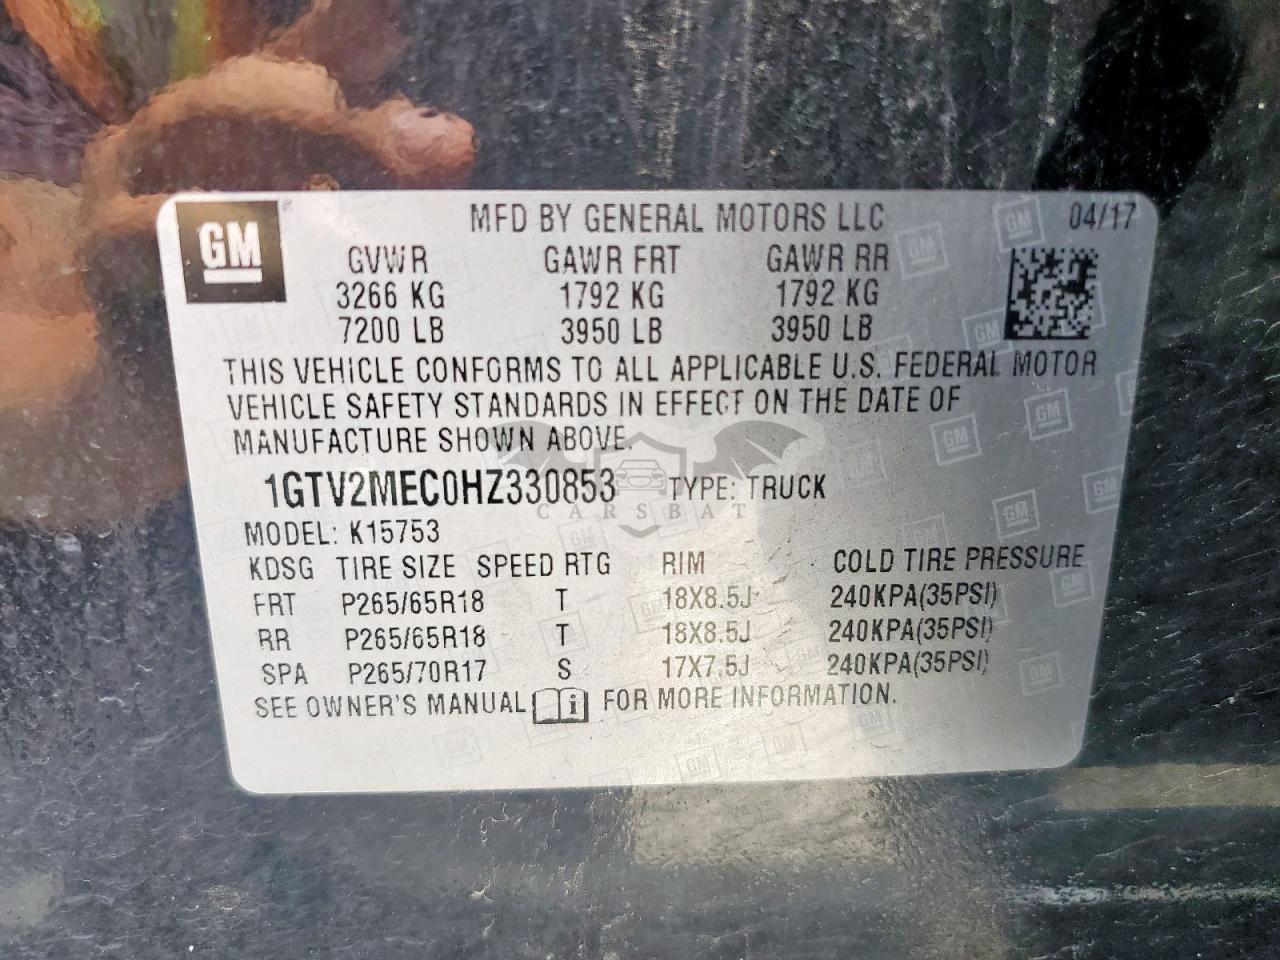 GM
MFD BY GENERAL MOTORS LLC 04/17
GVWR GAWR FRT GAWR RR
3266 KG 1792 KG 1792 KG
7200 LB 3950 LB 3950 LB
THIS VEHICLE CONFORMS TO ALL APPLICABLE U.S. FEDERAL MOTOR
VEHICLE SAFETY STANDARDS IN EFFECT ON THE DATE OF
MANUFACTURE SHOWN ABOVE.
1GTV2MEC0HZ330853 TYPE: TRUCK
CARSBAT
MODEL: K15753
KDSG TIRE SIZE SPEED RTG RIM COLD TIRE PRESSURE
FRT P265/65R18 T 18X8.5J 240KPA(35PSI)
RR P265/65R18 T 18X8.5J 240KPA(35PSI)
SPA P265/70R17 S 17X7.5J 240KPA(35PSI)
SEE OWNER'S MANUAL i FOR MORE INFORMATION.